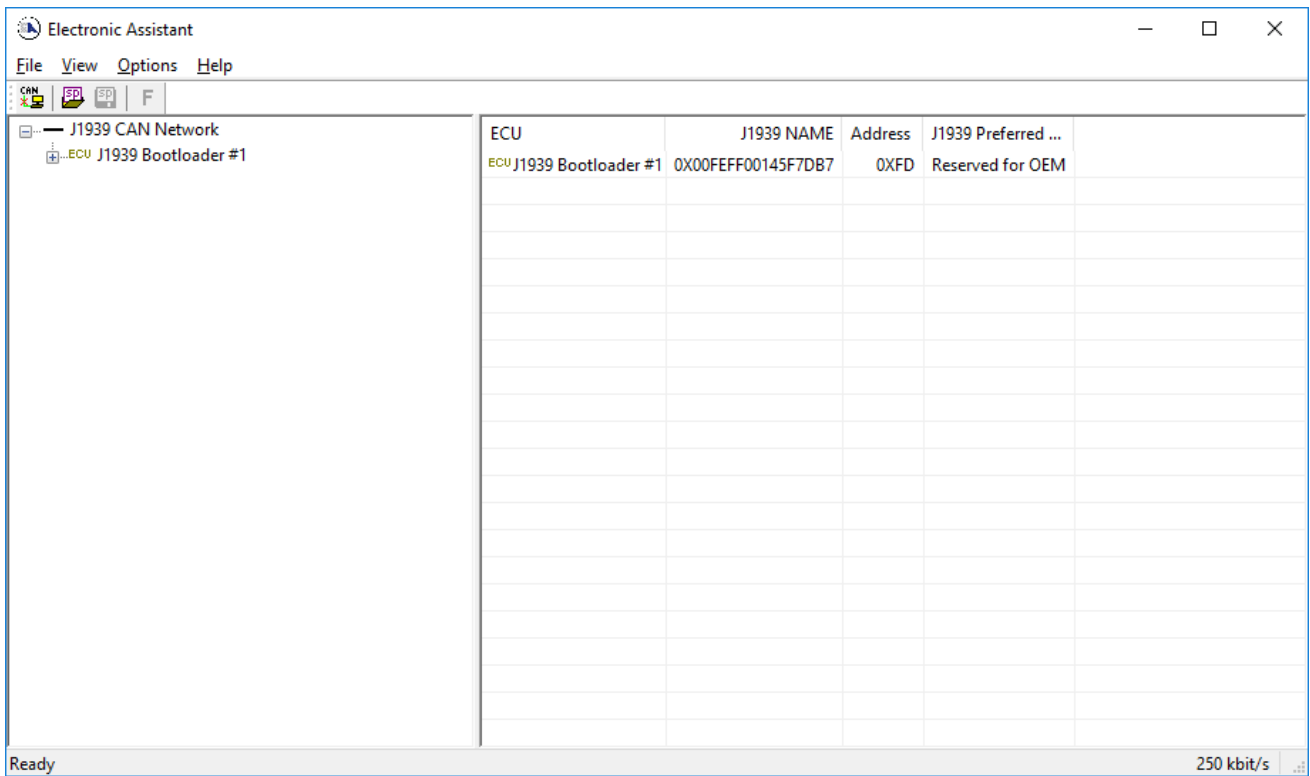 Electronic Assistant
File View Options Help
CAN SP SP F
J1939 CAN Network
ECU J1939 Bootloader #1
ECU J1939 NAME Address J1939 Preferred ...
ECU J1939 Bootloader #1 0X00FEFF00145F7DB7 0XFD Reserved for OEM
Ready 250 kbit/s